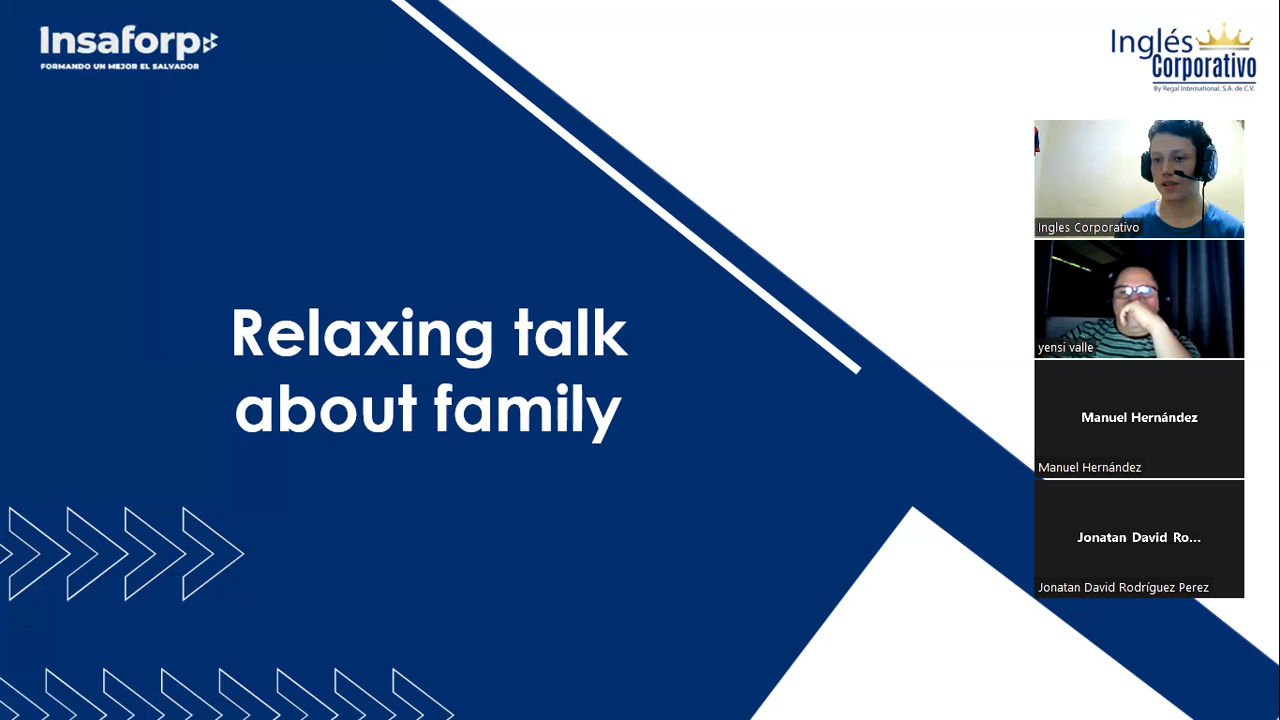 Insaforp
FORMANDO UN MEJOR EL SALVADOR
Inglés
Corporativo
By Regal International, S.A. de C.V.
Relaxing talk
about family
Ingles Corporativo
yensi valle
Manuel Hernández
Manuel Hernández
Jonatan David Ro...
Jonatan David Rodríguez Perez